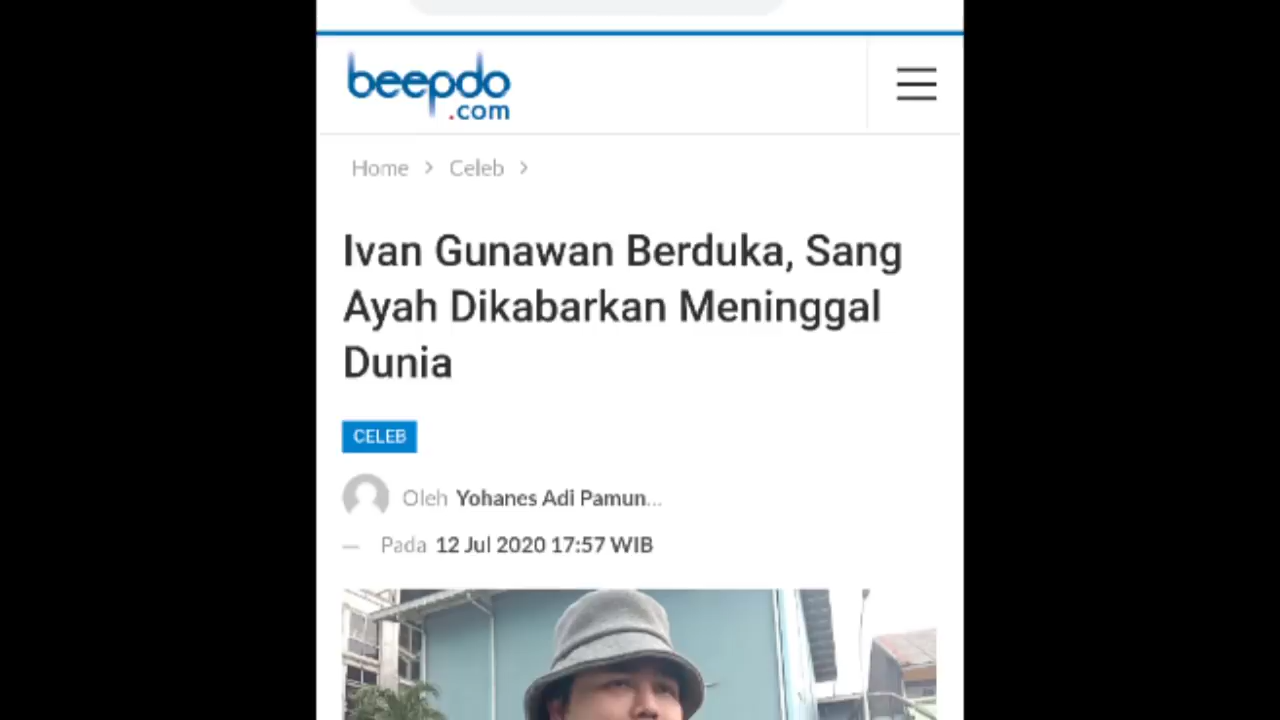 beepdo
.com
Home > Celeb >
Ivan Gunawan Berduka, Sang
Ayah Dikabarkan Meninggal
Dunia
CELEB
Oleh Yohanes Adi Pamun...
— Pada 12 Jul 2020 17:57 WIB